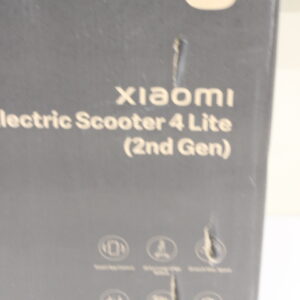 xiaomi
lectric Scooter 4 Lite
(2nd Gen)